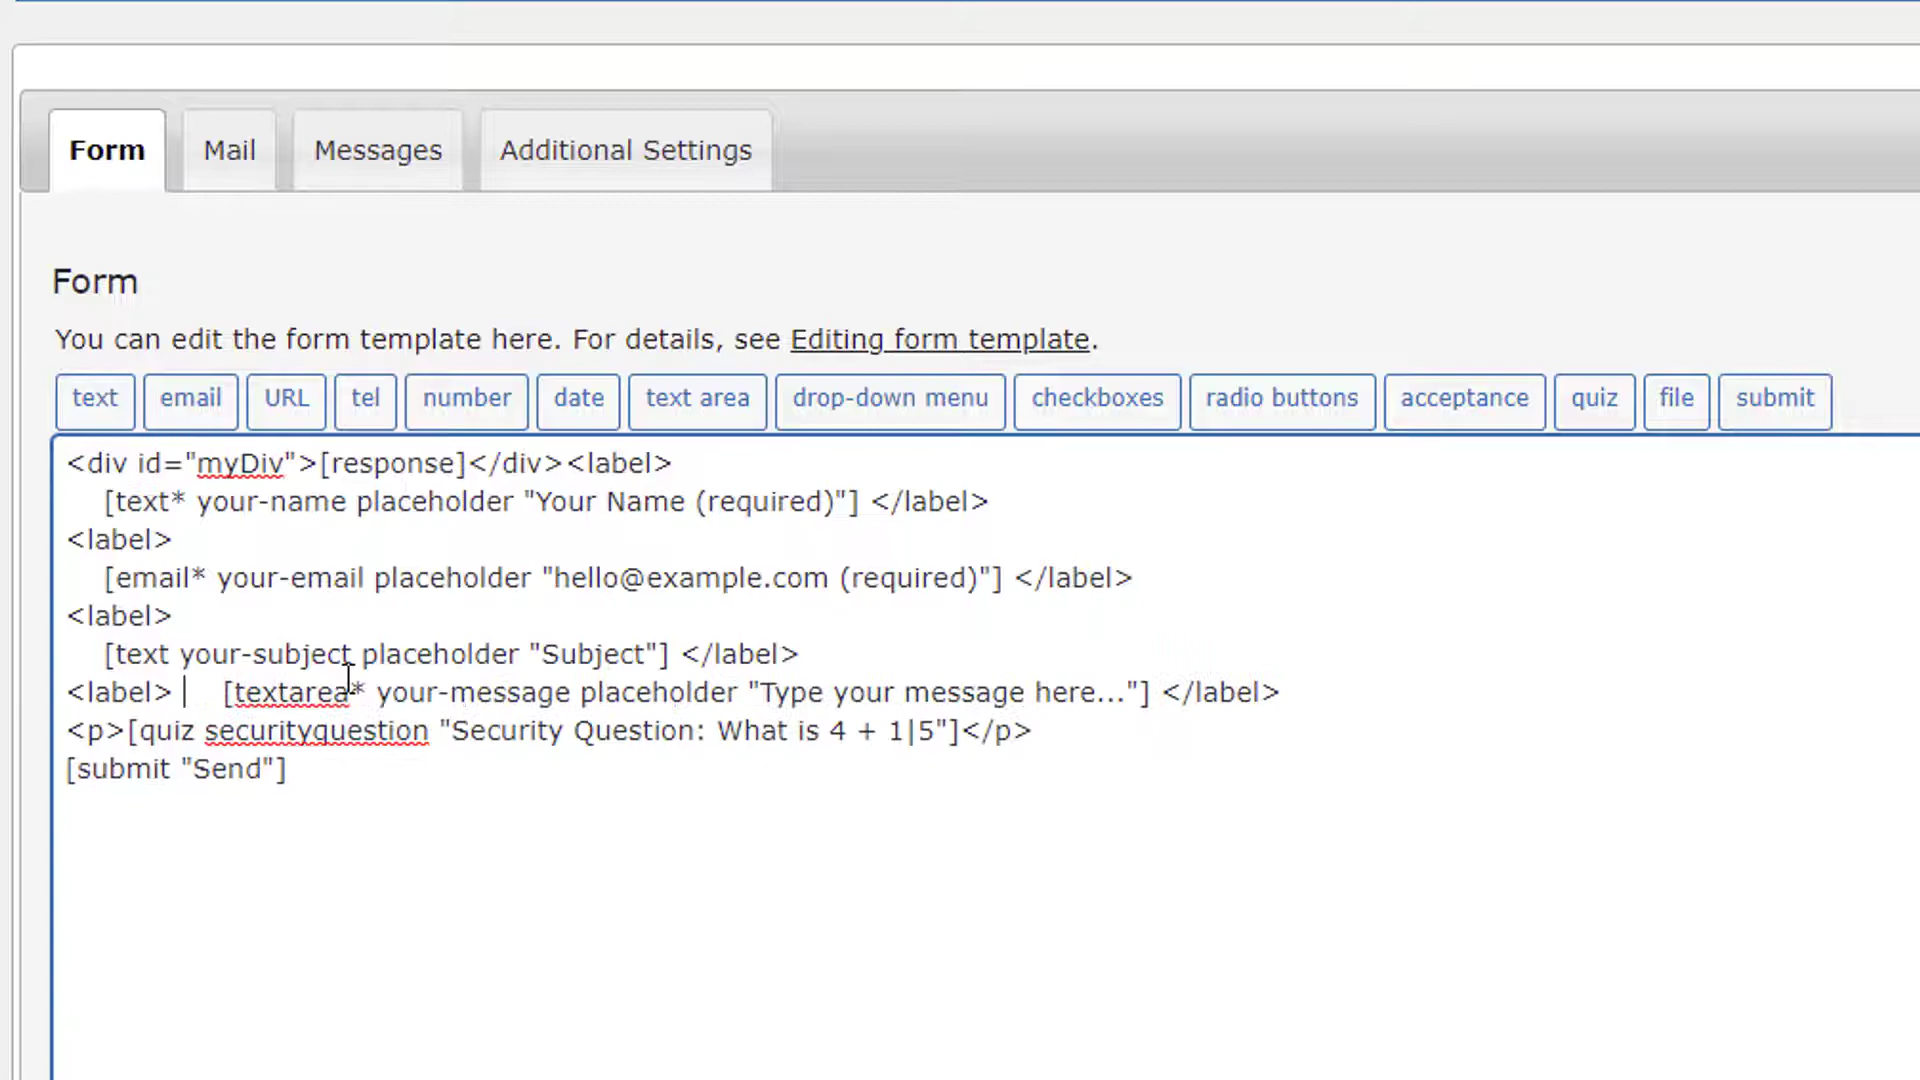 Form Mail Messages Additional Settings
Form
You can edit the form template here. For details, see Editing form template.
text email URL tel number date text area drop-down menu checkboxes radio buttons acceptance quiz file submit
<div id="myDiv">[response]</div><label>
    [text* your-name placeholder "Your Name (required)"] </label>
<label>
    [email* your-email placeholder "hello@example.com (required)"] </label>
<label>
    [text your-subject placeholder "Subject"] </label>
<label>     [textarea* your-message placeholder "Type your message here..."] </label>
<p>[quiz securityquestion "Security Question: What is 4 + 1|5"]</p>
[submit "Send"]